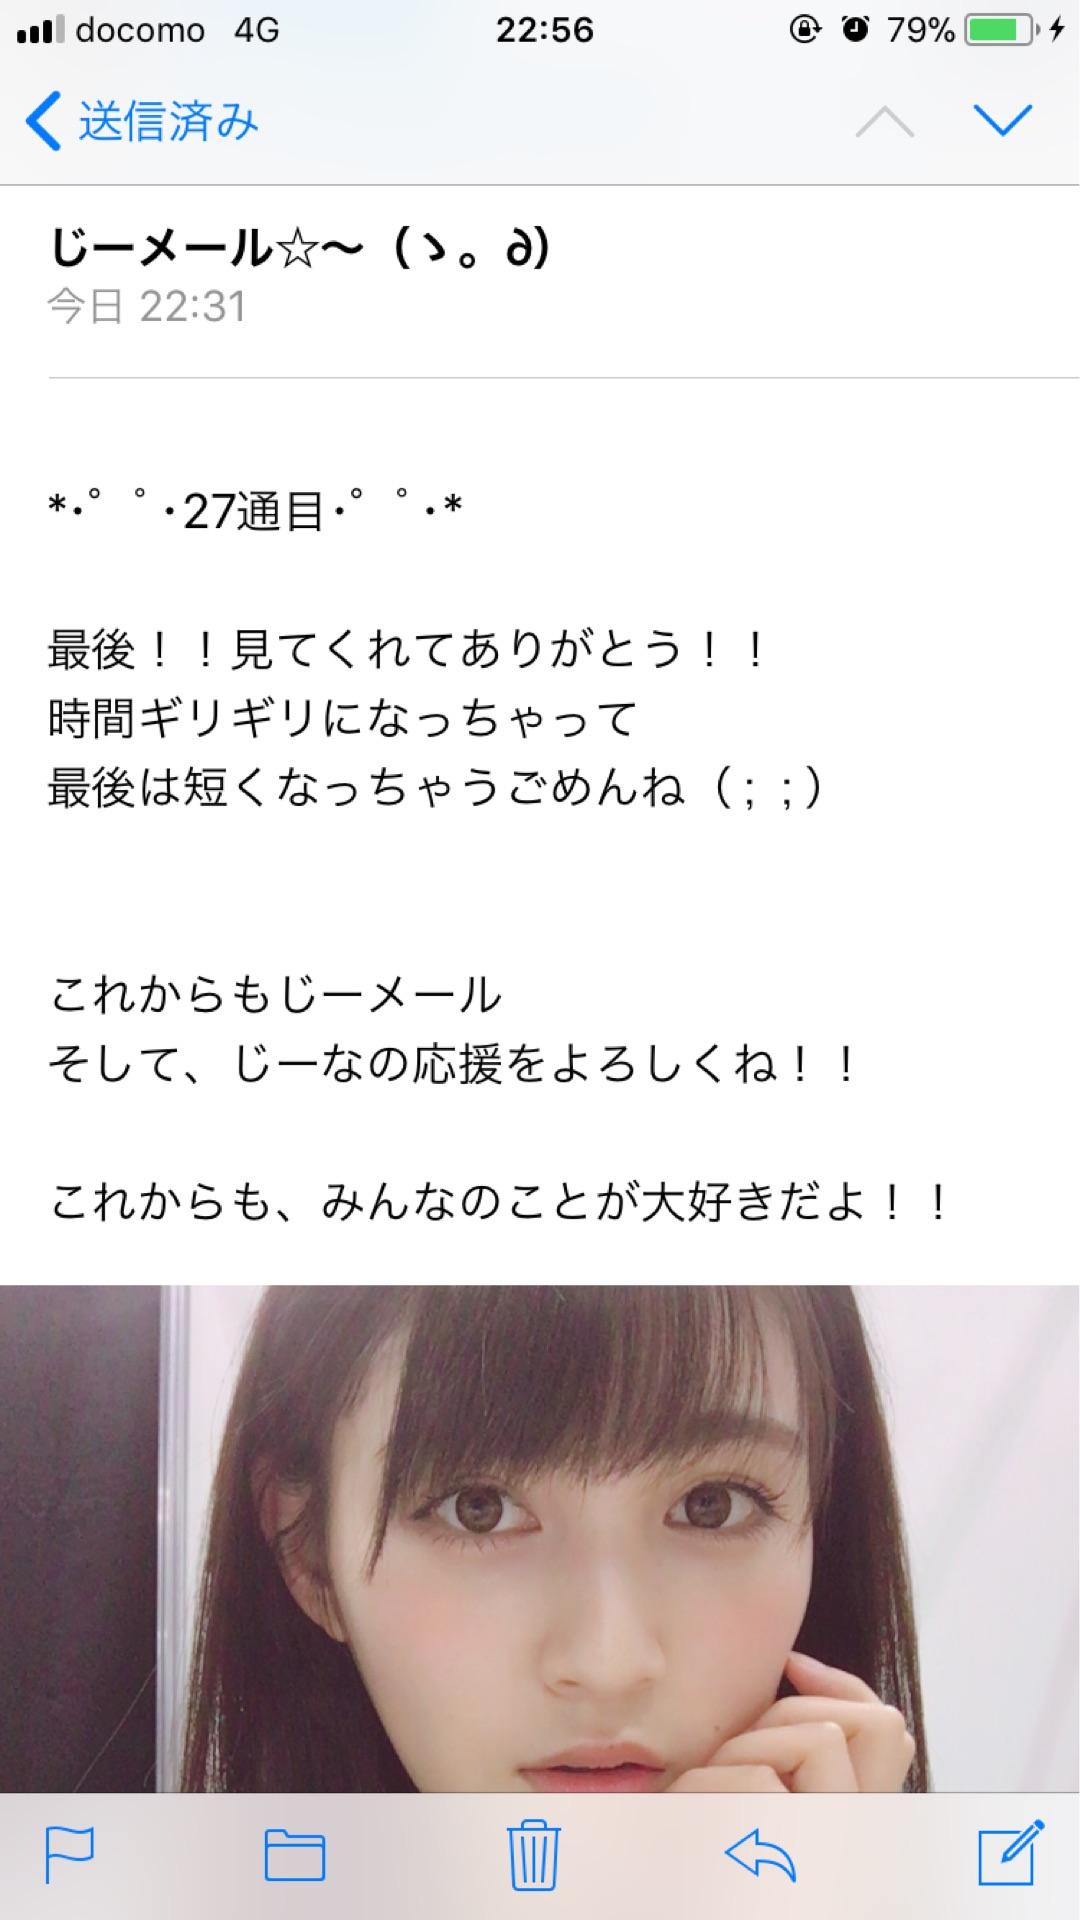 docomo 4G 22:56 79%
送信済み
じーメール☆〜（ゝ。∂）
今日 22:31
*･゜ﾟ･27通目･゜ﾟ･*
最後！！見てくれてありがとう！！
時間ギリギリになっちゃって
最後は短くなっちゃうごめんね（; ;）
これからもじーメール
そして、じーなの応援をよろしくね！！
これからも、みんなのことが大好きだよ！！